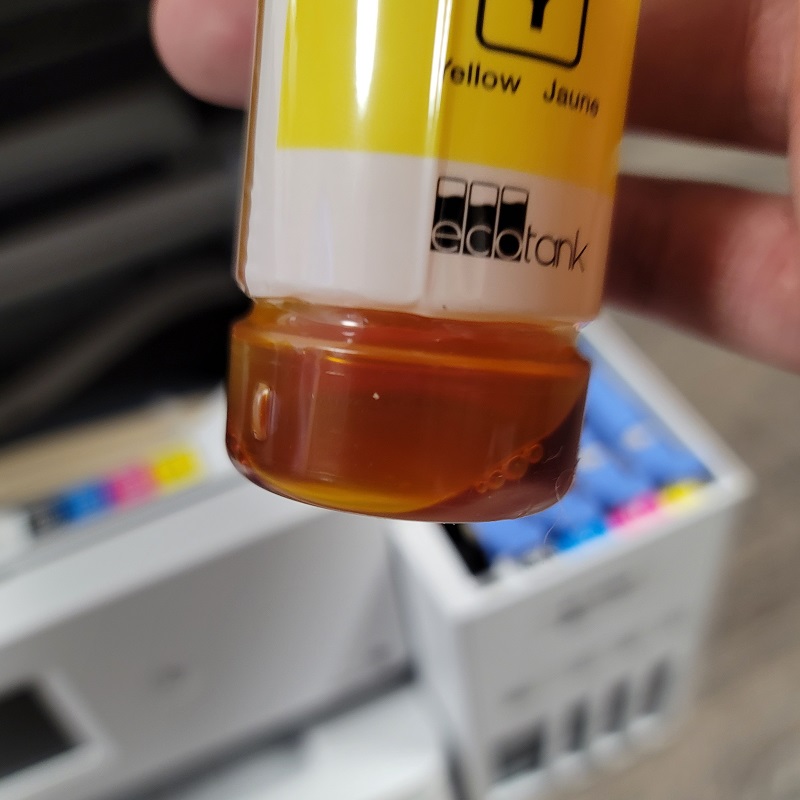 Y
Yellow Jaune
ecotank